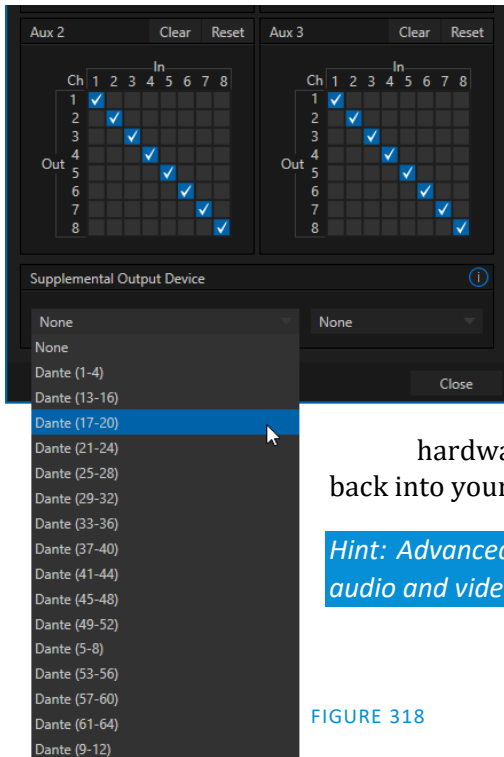 Aux 2 Clear Reset
In
Ch 1 2 3 4 5 6 7 8
1
2
3
Out 4
5
6
7
8
Aux 3 Clear Reset
In
Ch 1 2 3 4 5 6 7 8
1
2
3
Out 4
5
6
7
8
Supplemental Output Device
None None
None
Dante (1-4)
Dante (13-16)
Dante (17-20)
Dante (21-24)
Dante (25-28)
Dante (29-32)
Dante (33-36)
Dante (37-40)
Dante (41-44)
Dante (45-48)
Dante (49-52)
Dante (5-8)
Dante (53-56)
Dante (57-60)
Dante (61-64)
Dante (9-12)
Close
hardwa
back into your
Hint: Advanced
audio and vide
FIGURE 318